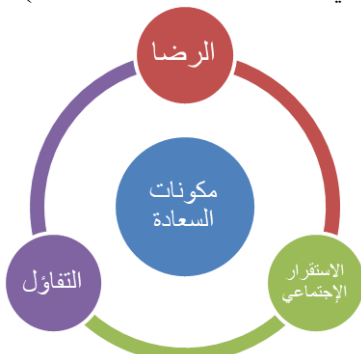 الرضا
مكونات
السعادة
الاستقرار
الإجتماعي
التفاؤل